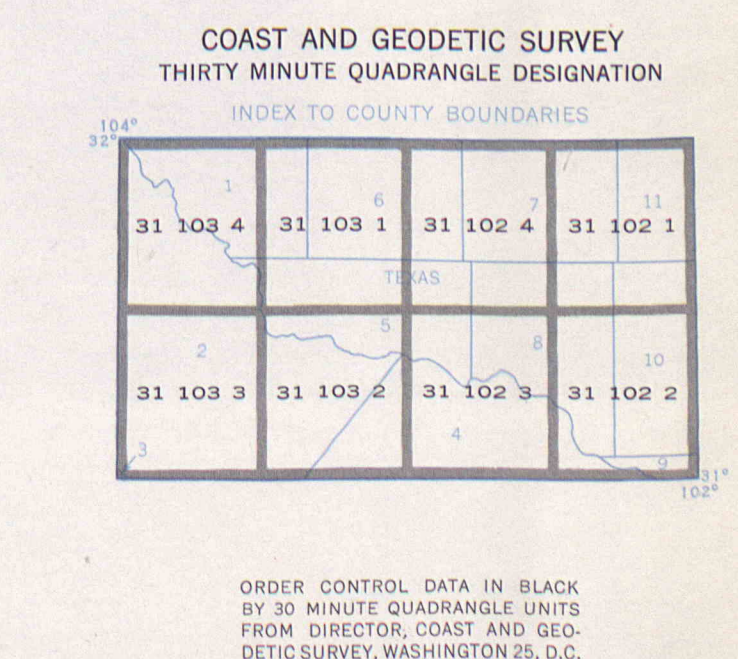 COAST AND GEODETIC SURVEY
THIRTY MINUTE QUADRANGLE DESIGNATION
INDEX TO COUNTY BOUNDARIES
104°
32°
1 6 7 11
31 103 4 31 103 1 31 102 4 31 102 1
TEXAS
5
2 8 10
31 103 3 31 103 2 31 102 3 31 102 2
3 4 9
31°
102°
ORDER CONTROL DATA IN BLACK
BY 30 MINUTE QUADRANGLE UNITS
FROM DIRECTOR, COAST AND GEO-
DETIC SURVEY, WASHINGTON 25, D.C.